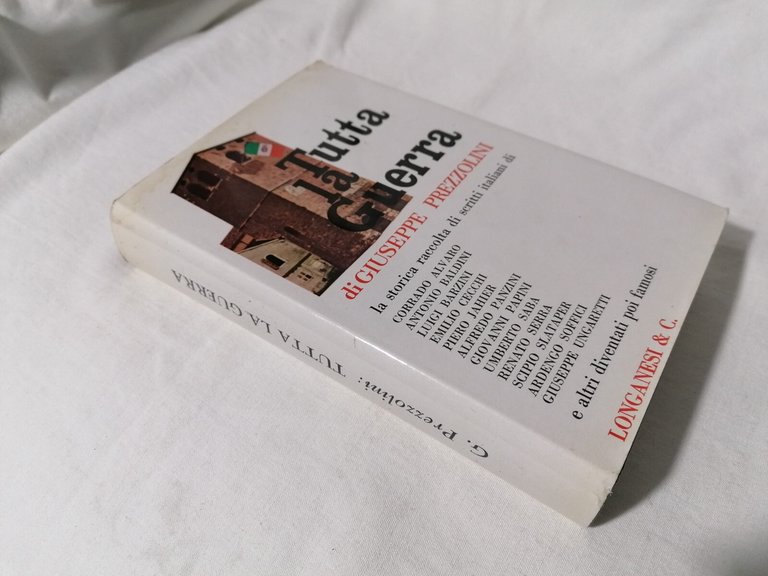 Tutta
la
Guerra
di GIUSEPPE PREZZOLINI
la storica raccolta di scritti italiani di
CORRADO ALVARO
ANTONIO BALDINI
LUIGI BARZINI
EMILIO CECCHI
PIERO JAHIER
ALFREDO PANZINI
GIOVANNI PAPINI
UMBERTO SABA
RENATO SERRA
SCIPIO SLATAPER
ARDENGO SOFFICI
GIUSEPPE UNGARETTI
e altri diventati poi famosi
LONGANESI & C.
G. Prezzolini: TUTTA LA GUERRA